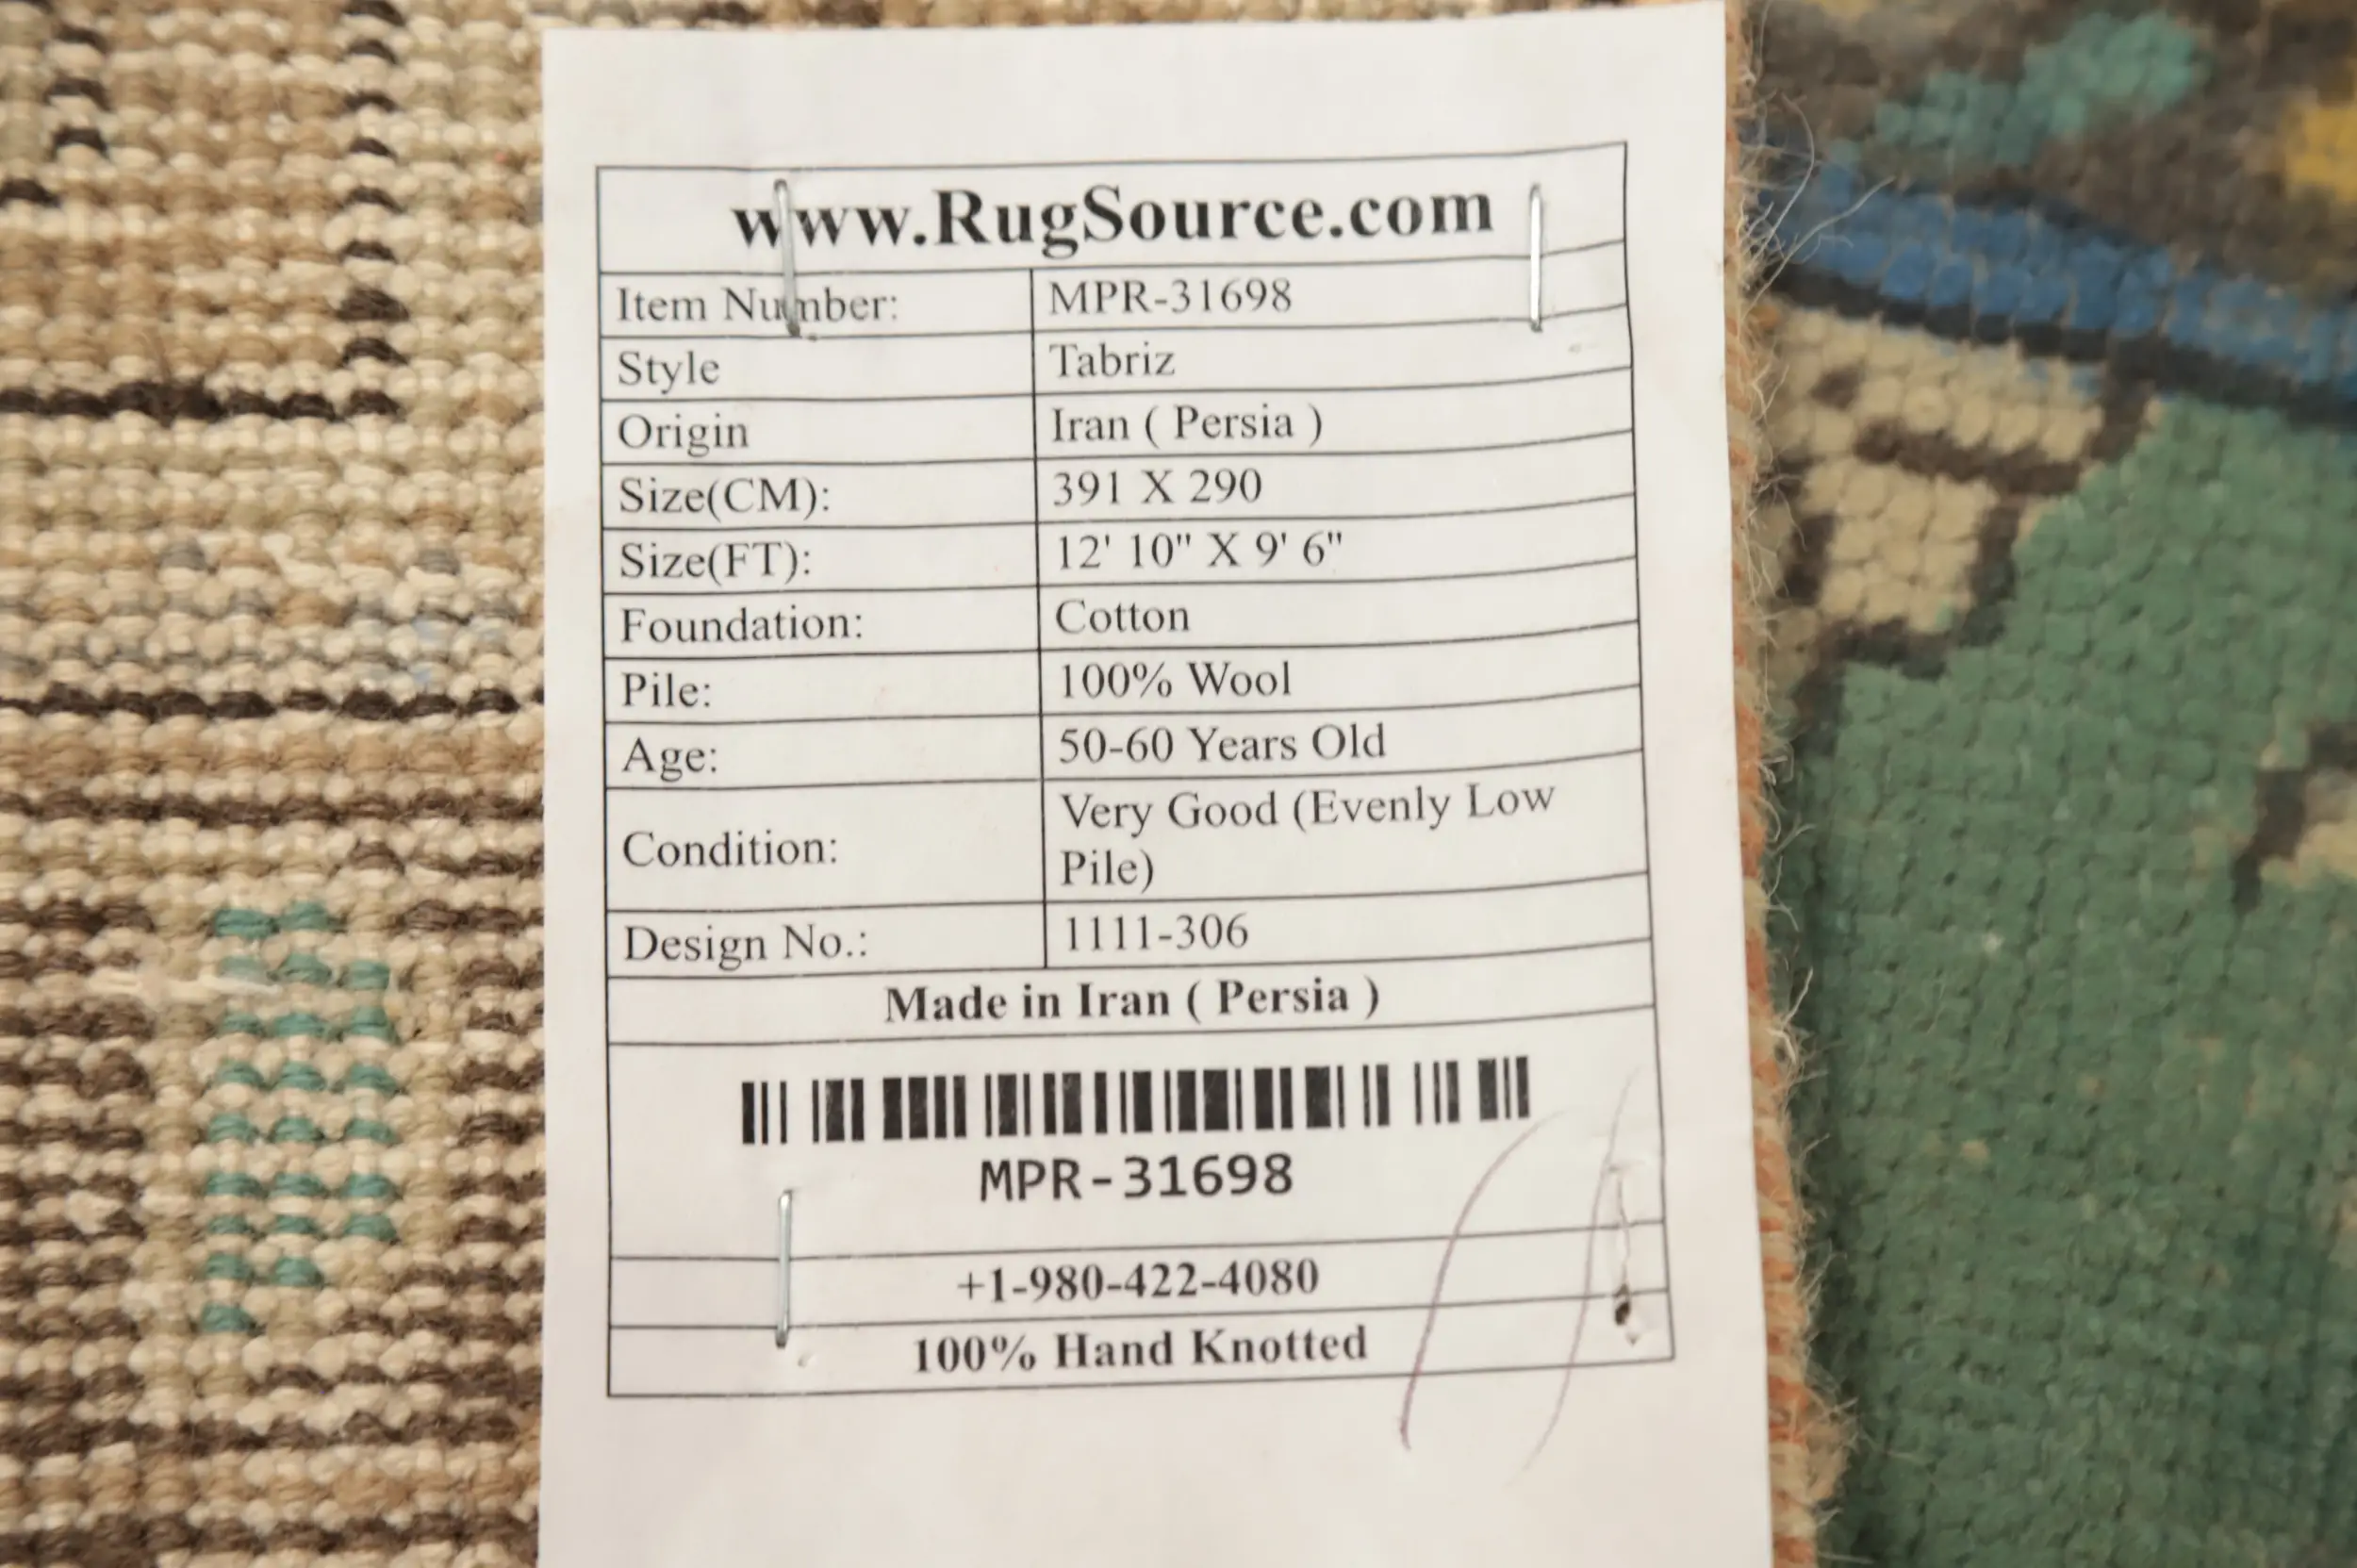 www.RugSource.com
Item Number: MPR-31698
Style Tabriz
Origin Iran ( Persia )
Size(CM): 391 X 290
Size(FT): 12' 10" X 9' 6"
Foundation: Cotton
Pile: 100% Wool
Age: 50-60 Years Old
Condition: Very Good (Evenly Low
Pile)
Design No.: 1111-306
Made in Iran ( Persia )
MPR-31698
+1-980-422-4080
100% Hand Knotted